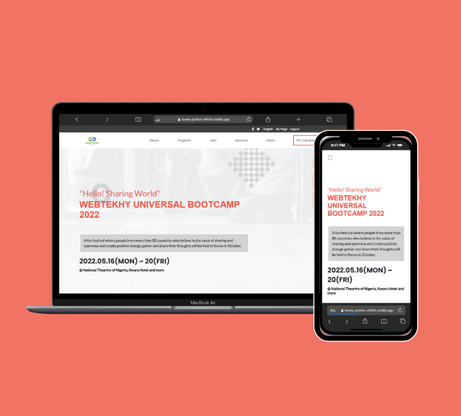 English My Page Logout
About Program Join Sponsor News
"Hello! Sharing World"
WEBTEKHY UNIVERSAL BOOTCAMP
2022
A fun festival where people from more than 80 countries who believe in the value of sharing and
openness and create positive change gather and share their thoughts will be held in Korea in October.
2022.05.16(MON) ~ 20(FRI)
@ National Theartre of Nigeria, Kwara Hotel and more
MacBook Air
9:17 PM
"Hello! Sharing World"
WEBTEKHY
UNIVERSAL
BOOTCAMP 2022
A fun festival where people from more than
80 countries who believe in the value of
sharing and openness and create positive
change gather and share their thoughts will
be held in Korea in October.
2022.05.16(MON) ~
20(FRI)
@ National Theartre of Nigeria, Kwara Hotel and
more
AA